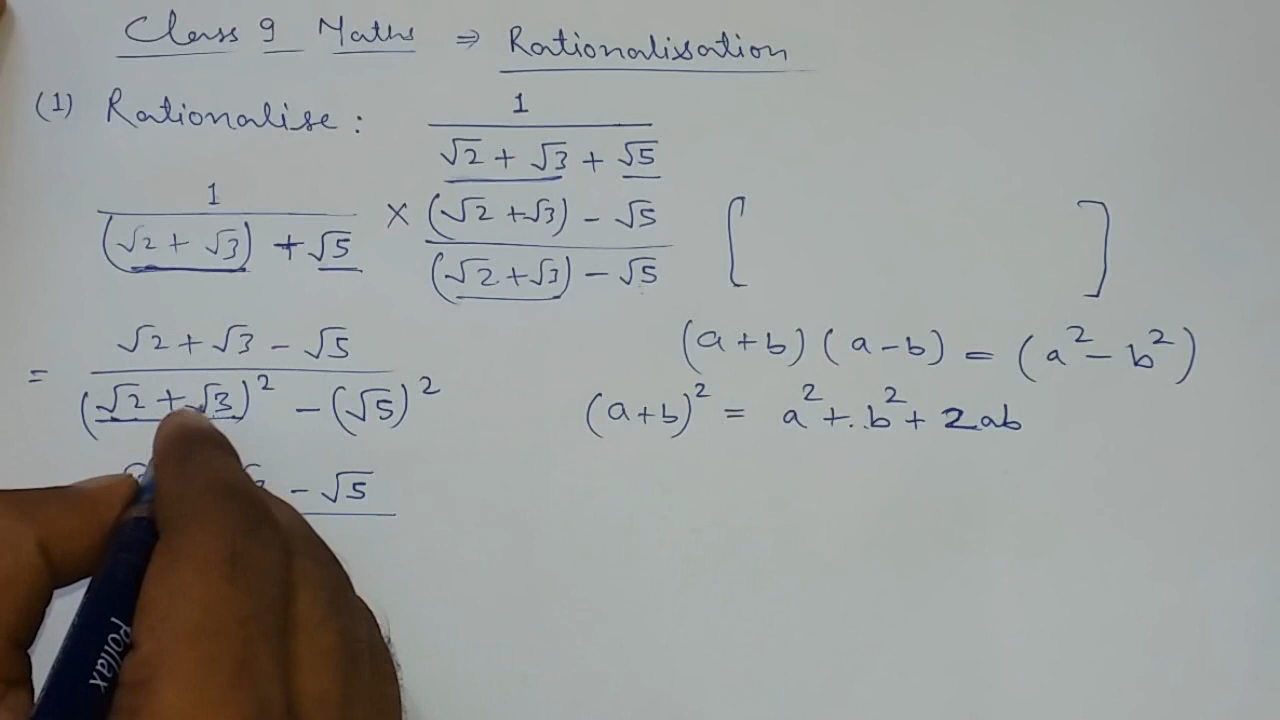 Class 9 Maths ⇒ Rationalisation
(1) Rationalise: 1 / (√2 + √3 + √5)
1 / ((√2 + √3) + √5) × ((√2 + √3) − √5) / ((√2 + √3) − √5) [ ]
= (√2 + √3 − √5) / ((√2 + √3)² − (√5)²)
(a + b) (a − b) = (a² − b²)
(a + b)² = a² + . b² + 2ab
− √5
Pollax